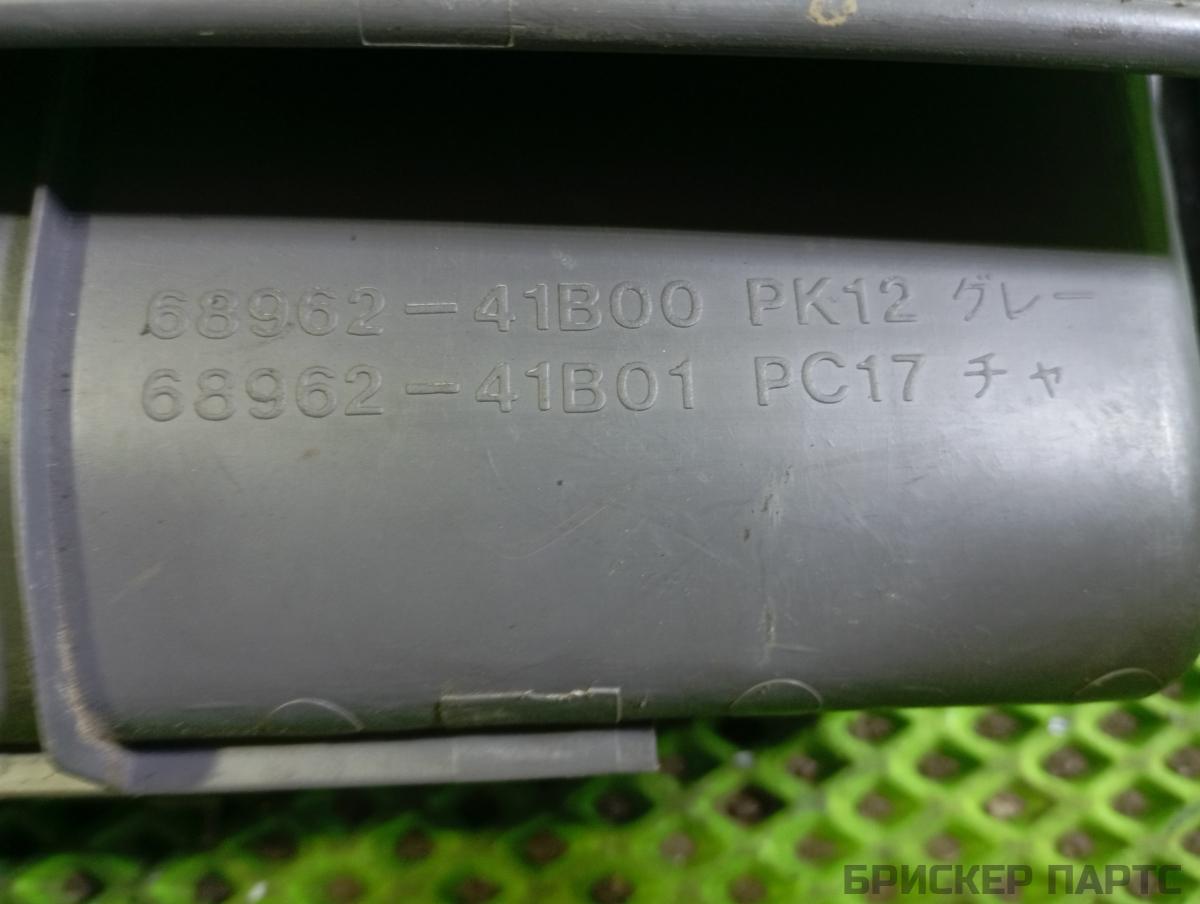 68962-41B00 PK12 グレー
68962-41B01 PC17 チャ
БРИСКЕР ПАРТС